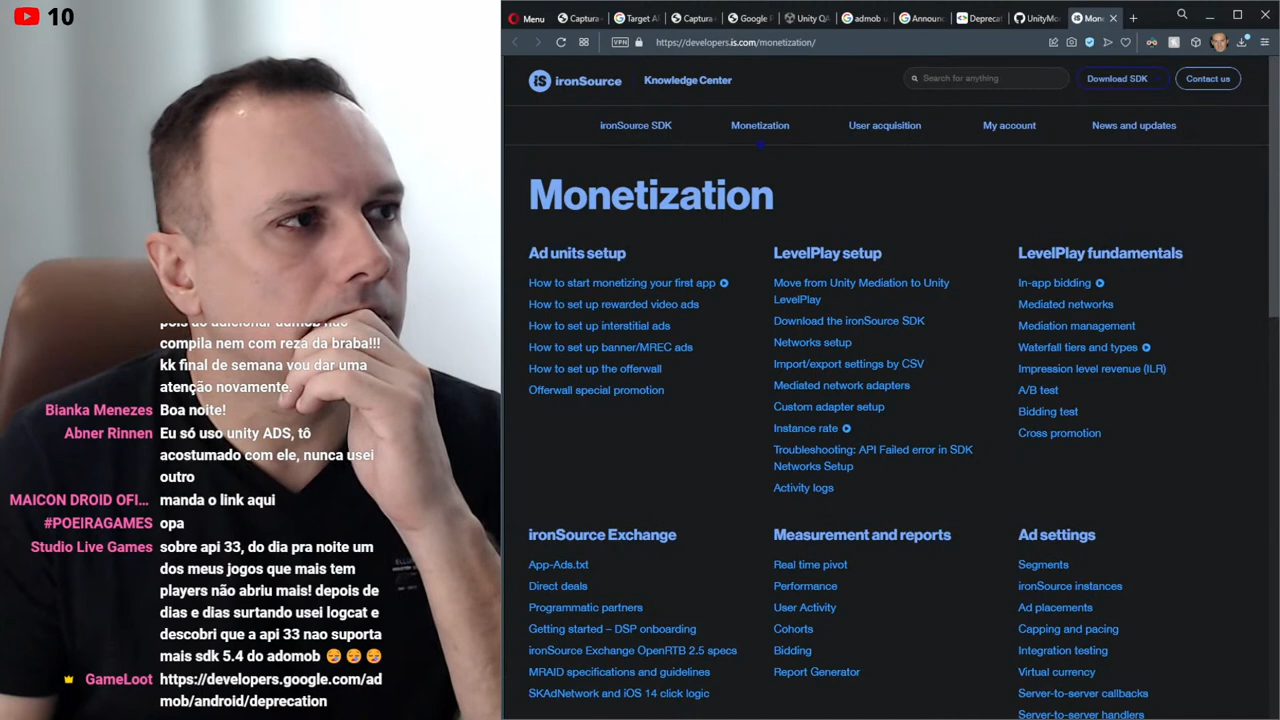 10
pois ao adicionar admob não
compila nem com reza da braba!!!
kk final de semana vou dar uma
atenção novamente.
Bianka Menezes Boa noite!
Abner Rinnen Eu só uso unity ADS, tô
acostumado com ele, nunca usei
outro
MAICON DROID OFI... manda o link aqui
#POEIRAGAMES opa
Studio Live Games sobre api 33, do dia pra noite um
dos meus jogos que mais tem
players não abriu mais! depois de
dias e dias surtando usei logcat e
descobri que a api 33 nao suporta
mais sdk 5.4 do adomob
GameLoot https://developers.google.com/ad
mob/android/deprecation
Menu
Captura
Target A
Captura
Google P
Unity QA
admob u
Announc
Deprecat
UnityMo
Mon
VPN
https://developers.is.com/monetization/
iS ironSource
Knowledge Center
Search for anything
Download SDK
Contact us
ironSource SDK
Monetization
User acquisition
My account
News and updates
Monetization
Ad units setup
How to start monetizing your first app
How to set up rewarded video ads
How to set up interstitial ads
How to set up banner/MREC ads
How to set up the offerwall
Offerwall special promotion
LevelPlay setup
Move from Unity Mediation to Unity
LevelPlay
Download the ironSource SDK
Networks setup
Import/export settings by CSV
Mediated network adapters
Custom adapter setup
Instance rate
Troubleshooting: API Failed error in SDK
Networks Setup
Activity logs
LevelPlay fundamentals
In-app bidding
Mediated networks
Mediation management
Waterfall tiers and types
Impression level revenue (ILR)
A/B test
Bidding test
Cross promotion
ironSource Exchange
App-Ads.txt
Direct deals
Programmatic partners
Getting started – DSP onboarding
ironSource Exchange OpenRTB 2.5 specs
MRAID specifications and guidelines
SKAdNetwork and iOS 14 click logic
Measurement and reports
Real time pivot
Performance
User Activity
Cohorts
Bidding
Report Generator
Ad settings
Segments
ironSource instances
Ad placements
Capping and pacing
Integration testing
Virtual currency
Server-to-server callbacks
Server-to-server handlers